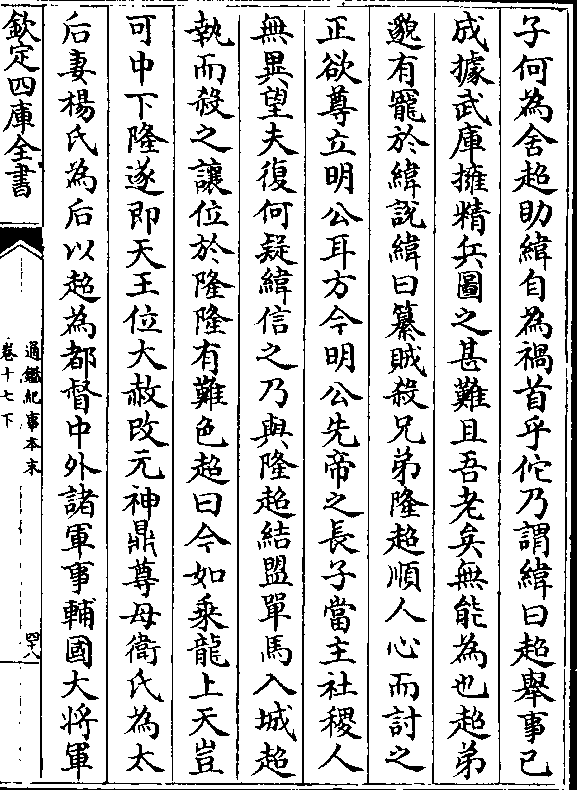 子何為舍超助緯自為禍首乎佗乃謂緯曰超舉事已
成據武庫擁精兵圖之甚難且吾老矣無能為也超弟
邈有寵於緯說緯曰纂賊殺兄弟隆超順人心而討之
正欲尊立明公耳方今明公先帝之長子當主社稷人
無異望夫復何疑緯信之乃與隆超結盟單馬入城超
執而殺之讓位於隆隆有難色超曰今如乘龍上天豈
可中下隆遂即天王位大赦改元神鼎尊母衛氏為太
后妻楊氏為后以超為都督中外諸軍事輔國大將軍
欽定四庫全書
通鑑紀事本末
卷十七下
四十八